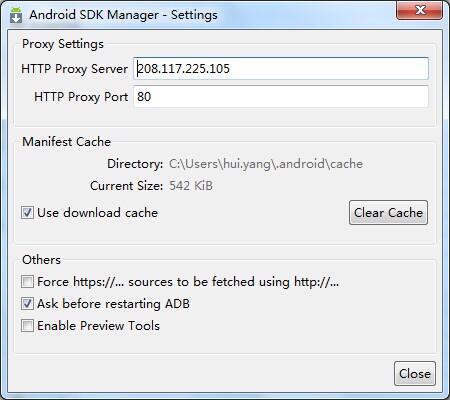 Android SDK Manager - Settings
Proxy Settings
HTTP Proxy Server 208.117.225.105
HTTP Proxy Port 80
Manifest Cache
Directory: C:\Users\hui.yang\.android\cache
Current Size: 542 KiB
Use download cache Clear Cache
Others
Force https://... sources to be fetched using http://...
Ask before restarting ADB
Enable Preview Tools
Close